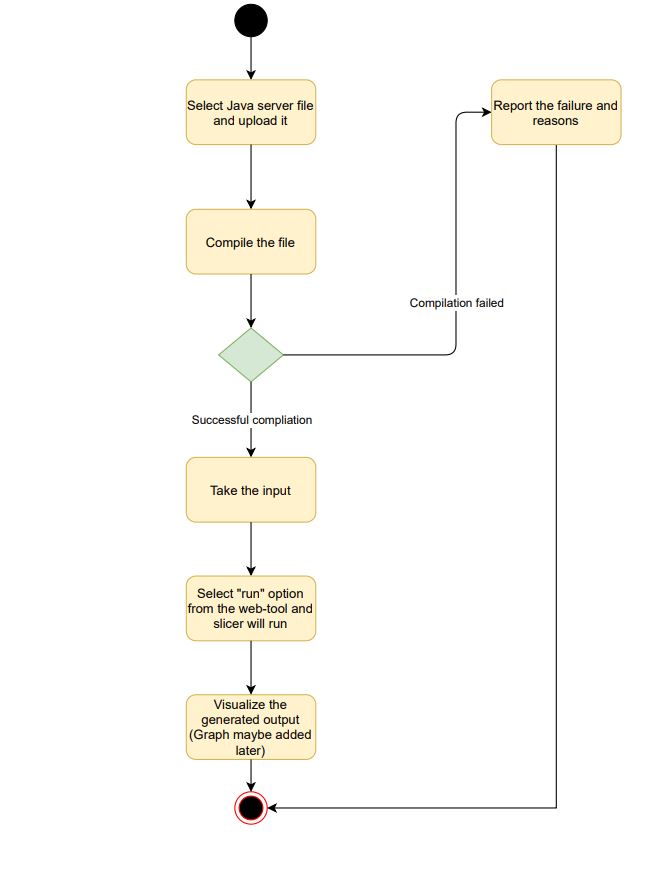 Select Java server file
and upload it
Report the failure and
reasons
Compile the file
Compilation failed
Successful compliation
Take the input
Select "run" option
from the web-tool and
slicer will run
Visualize the
generated output
(Graph maybe added
later)